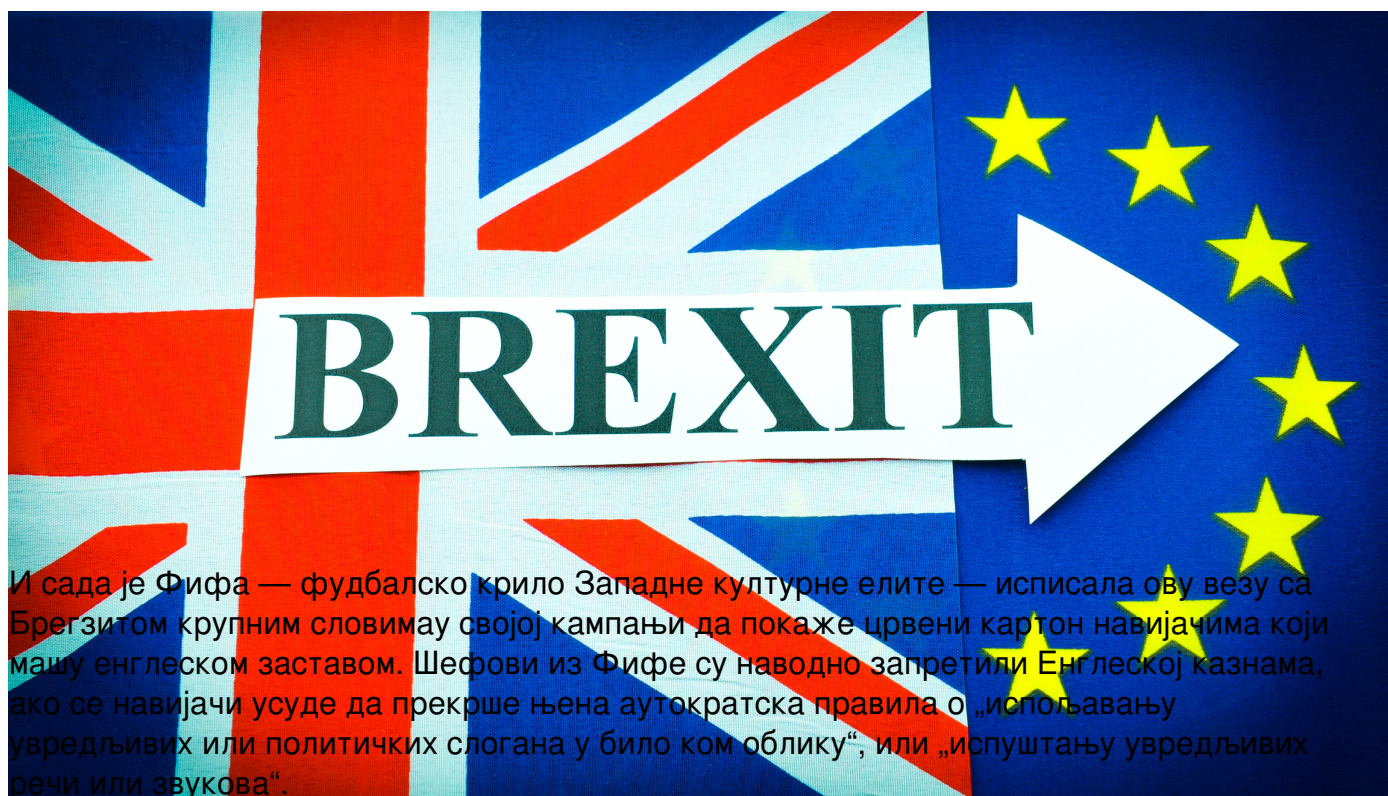 BREXIT
И сада је Фифа — фудбалско крило Западне културне елите — исписала ову везу са
Брегзитом крупним словимау својој кампањи да покаже црвени картон навијачима који
машу енглеском заставом. Шефови из Фифе су наводно запретили Енглеској казнама,
ако се навијачи усуде да прекрше њена аутократска правила о „испољавању
увредљивих или политичких слогана у било ком облику“, или „испуштању увредљивих
речи или звукова“.